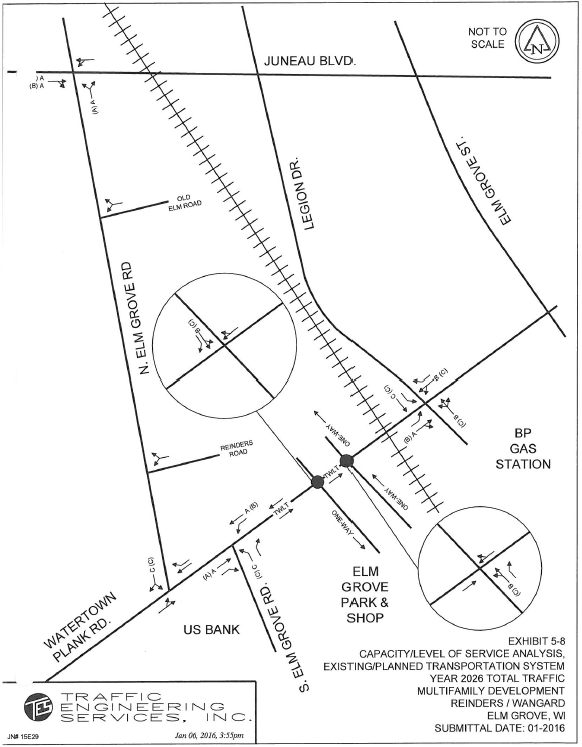 NOT TO
SCALE
N
JUNEAU BLVD.
) A
(B) A
(A) A
OLD
ELM ROAD
LEGION DR.
ELM GROVE ST.
N. ELM GROVE RD
B (C)
B (C)
C (C)
B (C)
(B) A
BP
GAS
STATION
ONE-WAY
REINDERS
ROAD
TWLT
ONE-WAY
A (B)
TWLT
ONE-WAY
C (C)
(A) A
(C) C
B (C)
ELM
GROVE
PARK &
SHOP
WATERTOWN
PLANK RD.
US BANK
S. ELM GROVE RD.
EXHIBIT 5-8
CAPACITY/LEVEL OF SERVICE ANALYSIS,
EXISTING/PLANNED TRANSPORTATION SYSTEM
YEAR 2026 TOTAL TRAFFIC
MULTIFAMILY DEVELOPMENT
REINDERS / WANGARD
ELM GROVE, WI
SUBMITTAL DATE: 01-2016
TES
TRAFFIC
ENGINEERING
SERVICES, INC.
JN# 15E29
Jan 06, 2016, 3:55pm